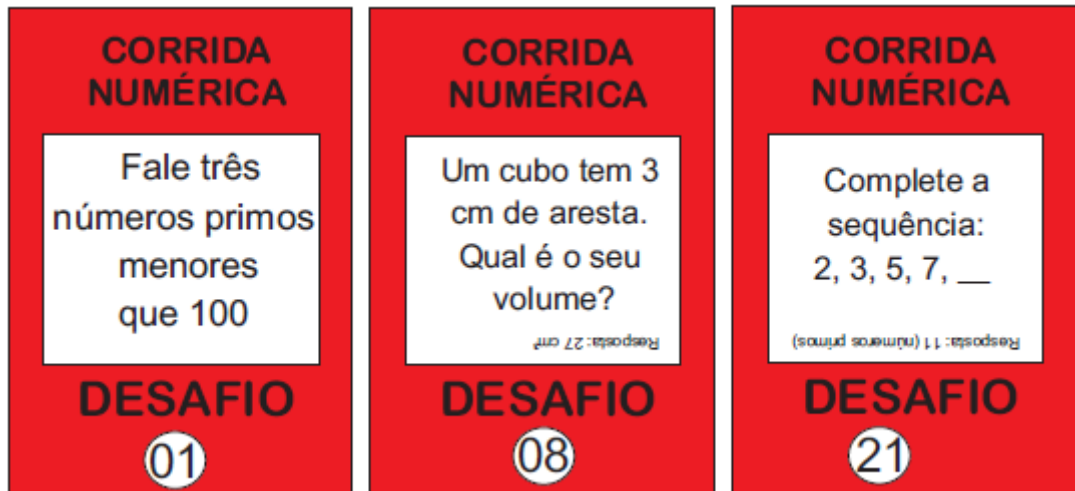 CORRIDA
NUMÉRICA
Fale três
números primos
menores
que 100
DESAFIO
01
CORRIDA
NUMÉRICA
Um cubo tem 3
cm de aresta.
Qual é o seu
volume?
Resposta: 27 cm³
DESAFIO
08
CORRIDA
NUMÉRICA
Complete a
sequência:
2, 3, 5, 7, __
Resposta: 11 (números primos)
DESAFIO
21